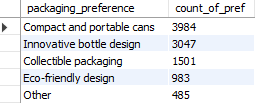 packaging_preference count_of_pref
Compact and portable cans 3984
Innovative bottle design 3047
Collectible packaging 1501
Eco-friendly design 983
Other 485